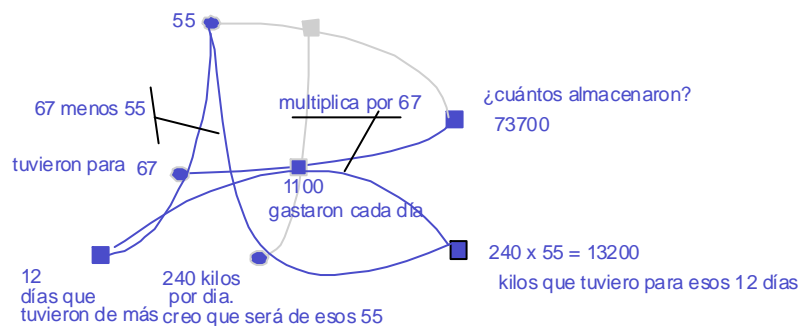 55
¿cuántos almacenaron?
73700
67 menos 55
multiplica por 67
tuvieron para 67
1100
gastaron cada día
240 x 55 = 13200
kilos que tuviero para esos 12 días
12
días que
tuvieron de más
240 kilos
por dia.
creo que será de esos 55